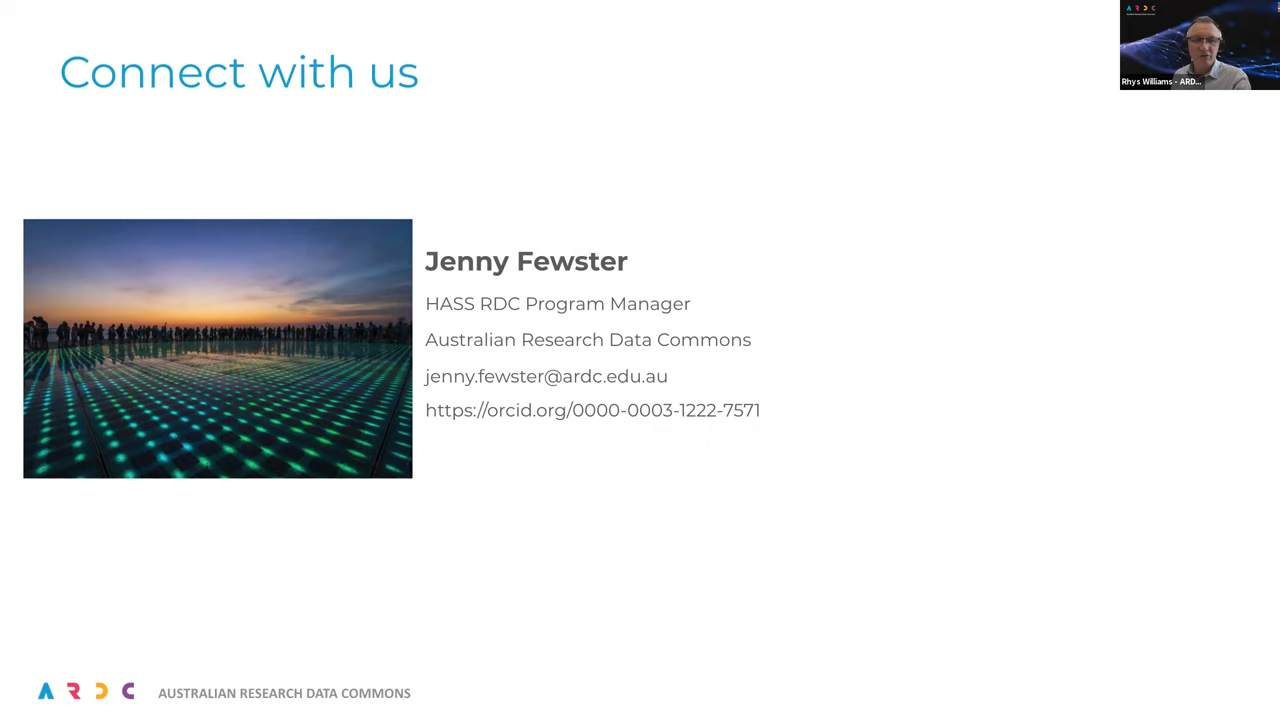 Connect with us
A R D C
Rhys Williams - ARD...
Jenny Fewster
HASS RDC Program Manager
Australian Research Data Commons
jenny.fewster@ardc.edu.au
https://orcid.org/0000-0003-1222-7571
A R D C AUSTRALIAN RESEARCH DATA COMMONS